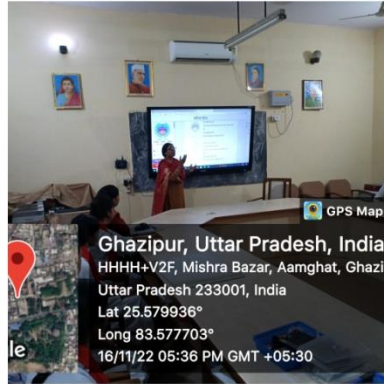 GPS Map
Ghazipur, Uttar Pradesh, India
HHHH+V2F, Mishra Bazar, Aamghat, Ghazi
Uttar Pradesh 233001, India
Lat 25.579936°
Long 83.577703°
16/11/22 05:36 PM GMT +05:30
le